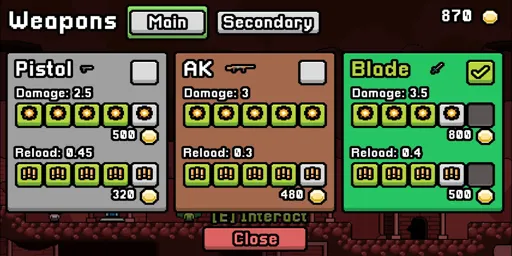 Weapons Main Secondary 870
Pistol AK Blade
Damage: 2.5 Damage: 3 Damage: 3.5
500 800
Reload: 0.45 Reload: 0.3 Reload: 0.4
320 480 500
[E] Interact
Close